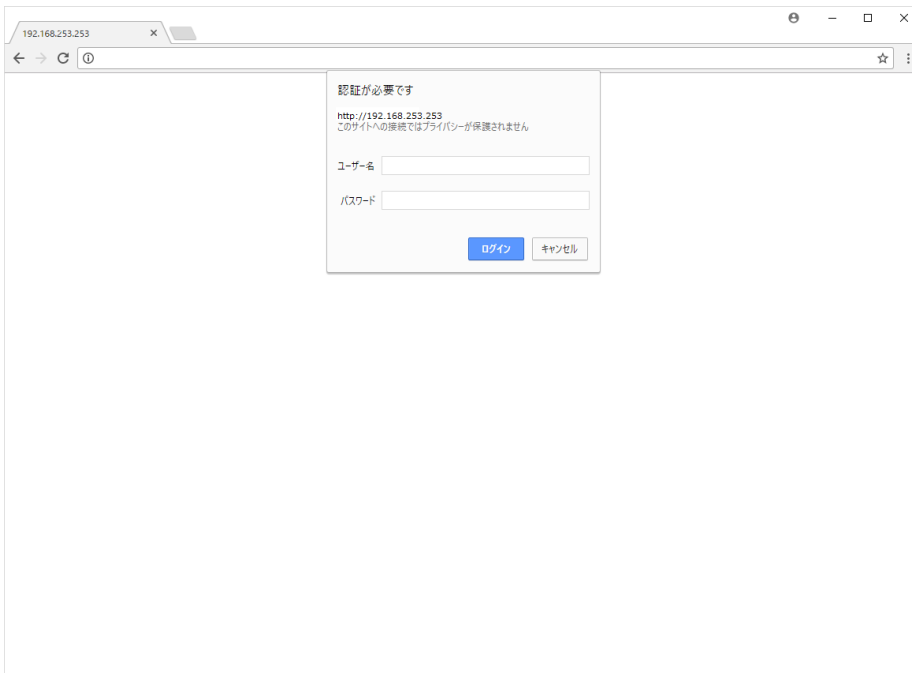 192.168.253.253
認証が必要です
http://192.168.253.253
このサイトへの接続ではプライバシーが保護されません
ユーザー名
パスワード
ログイン キャンセル